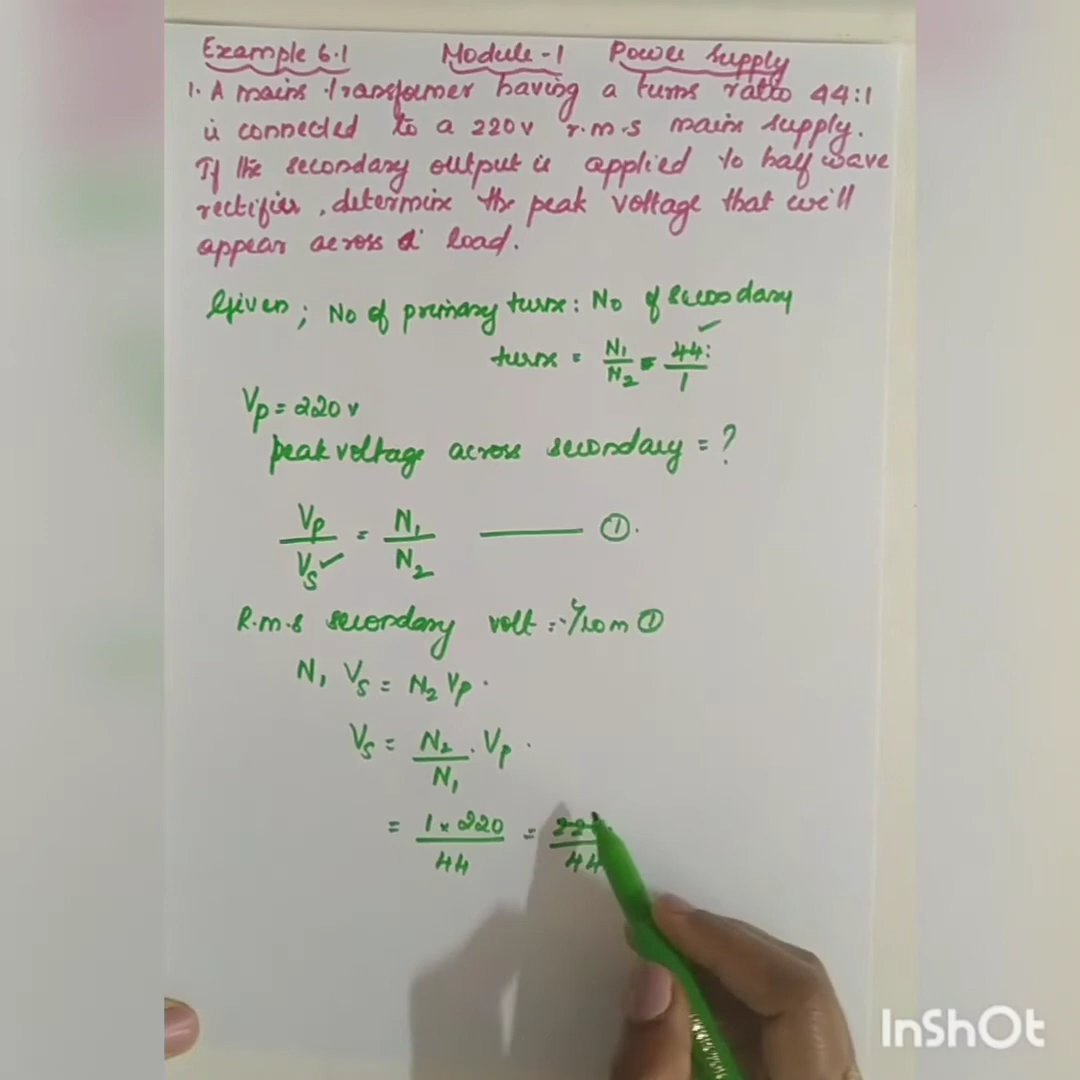 Example 6.1 Module-1 Power Supply
1. A mains transformer having a turns ratio 44:1
is connected to a 220V r.m.s mains supply.
If the secondary output is applied to half wave
rectifier, determine the peak voltage that will
appear across a load.
Given; No of primary turns: No of secondary
turns = N₁/N₂ = 44:/1 ✓
Vp = 220 v
peak voltage across secondary = ?
Vp/Vs ✓ = N₁/N₂ ——— ①.
R.m.s secondary volt =- from ①
N₁ Vs = N₂ Vp.
Vs = N₂/N₁ . Vp .
= 1 × 220/44 = 220/44
InShOt